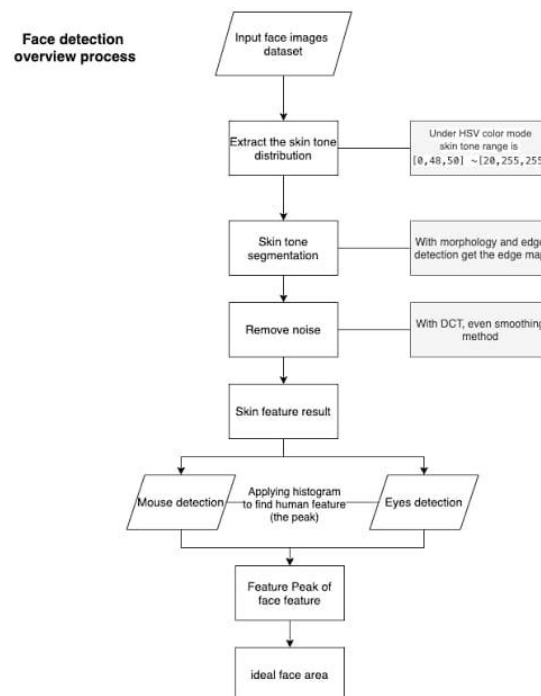 Face detection
overview process
Input face images
dataset
Extract the skin tone
distribution
Under HSV color mode
skin tone range is
[0,48,50] ~[20,255,255
Skin tone
segmentation
With morphology and edge
detection get the edge map
Remove noise
With DCT, even smoothing
method
Skin feature result
Mouse detection
Applying histogram
to find human feature
(the peak)
Eyes detection
Feature Peak of
face feature
ideal face area